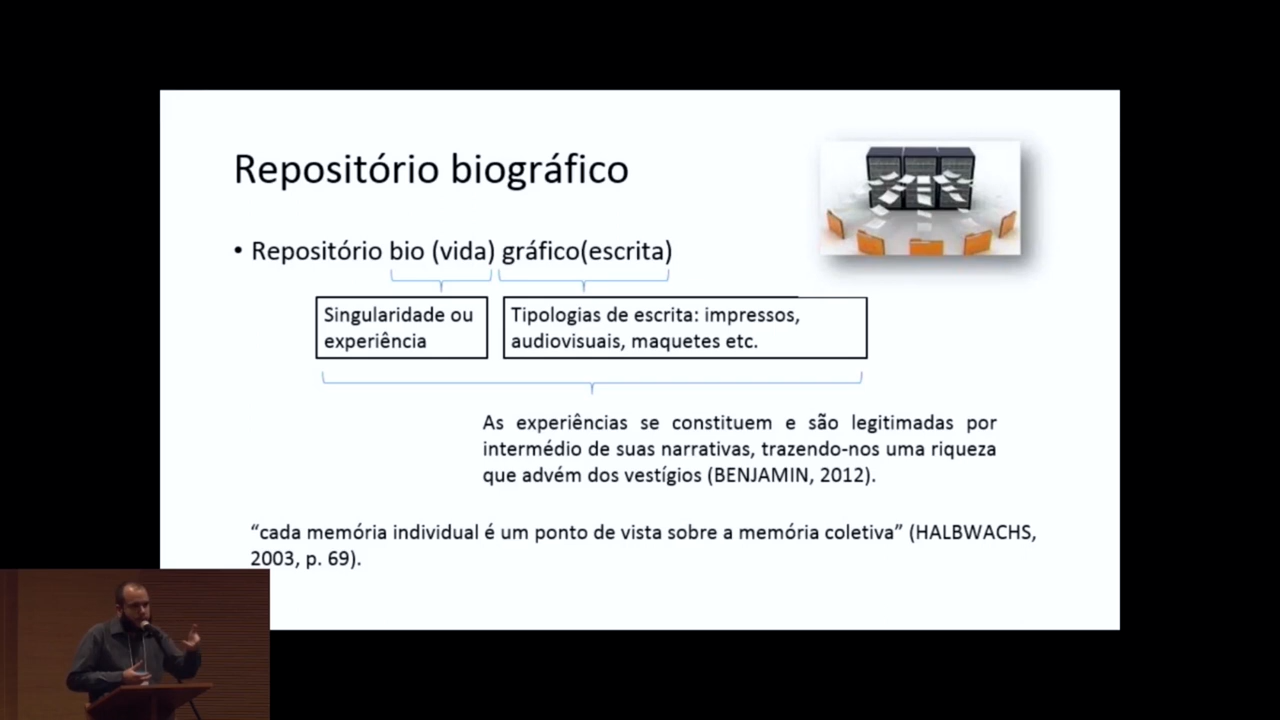 Repositório biográfico
• Repositório bio (vida) gráfico(escrita)
Singularidade ou
experiência
Tipologias de escrita: impressos,
audiovisuais, maquetes etc.
As experiências se constituem e são legitimadas por
intermédio de suas narrativas, trazendo-nos uma riqueza
que advém dos vestígios (BENJAMIN, 2012).
“cada memória individual é um ponto de vista sobre a memória coletiva” (HALBWACHS,
2003, p. 69).